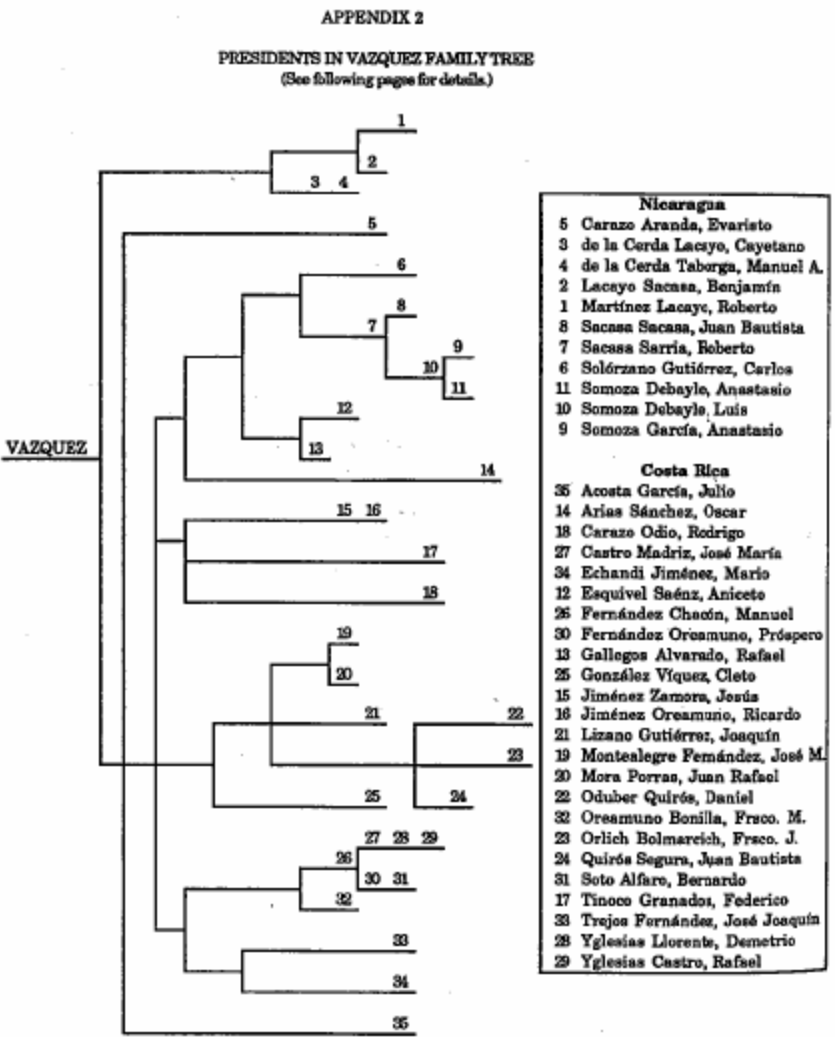 APPENDIX 2
PRESIDENTS IN VAZQUEZ FAMILY TREE
(See following pages for details.)
1
2
3 4
5
6
8
7
9
10
11
12
13
14
VAZQUEZ
15 16
17
18
19
20
21
22
23
24
25
27 28 29
26
30 31
32
33
34
35
Nicaragua
5 Carazo Aranda, Evaristo
3 de la Cerda Lacayo, Cayetano
4 de la Cerda Taborga, Manuel A.
2 Lacayo Sacasa, Benjamín
1 Martínez Lacayo, Roberto
8 Sacasa Sacasa, Juan Bautista
7 Sacasa Sarria, Roberto
6 Solórzano Gutiérrez, Carlos
11 Somoza Debayle, Anastasio
10 Somoza Debayle, Luis
9 Somoza García, Anastasio
Costa Rica
35 Acosta García, Julio
14 Arias Sánchez, Oscar
18 Carazo Odio, Rodrigo
27 Castro Madriz, José María
34 Echandi Jiménez, Mario
12 Esquivel Saénz, Aniceto
26 Fernández Chacón, Manuel
30 Fernández Oreamuno, Próspero
13 Gallegos Alvarado, Rafael
25 González Víquez, Cleto
15 Jiménez Zamora, Jesús
16 Jiménez Oreamuno, Ricardo
21 Lizano Gutiérrez, Joaquín
19 Montealegre Fernández, José M.
20 Mora Porras, Juan Rafael
22 Oduber Quirós, Daniel
32 Oreamuno Bonilla, Frsco. M.
23 Orlich Bolmarcich, Frsco. J.
24 Quirós Segura, Juan Bautista
31 Soto Alfaro, Bernardo
17 Tinoco Granados, Federico
33 Trejos Fernández, José Joaquín
28 Yglesias Llorente, Demetrio
29 Yglesias Castro, Rafael